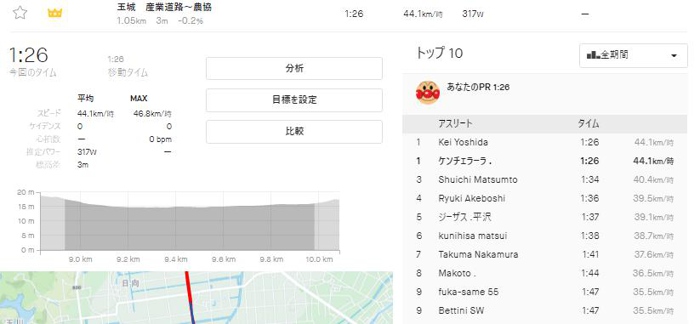 玉城 産業道路～農協
1.05km 3m -0.2%
1:26 44.1km/時 317W —
1:26
今回のタイム
1:26
移動タイム
平均 MAX
スピード 44.1km/時 46.8km/時
ケイデンス 0 0
心拍数 — 0 bpm
推定パワー 317W —
標高差 3m
分析
目標を設定
比較
20 m
15 m
10 m
5 m
0 m
9.0 km 9.2 km 9.4 km 9.6 km 9.8 km 10.0 km
日向
トップ 10
全期間
あなたのPR 1:26
アスリート タイム
1 Kei Yoshida 1:26 44.1km/時
1 ケンチェラーラ . 1:26 44.1km/時
3 Shuichi Matsumto 1:34 40.4km/時
4 Ryuki Akeboshi 1:36 39.5km/時
5 ジーザス .平沢 1:37 39.1km/時
6 kunihisa matsui 1:38 38.7km/時
7 Takuma Nakamura 1:41 37.6km/時
8 Makoto . 1:44 36.5km/時
9 fuka-same 55 1:47 35.5km/時
9 Bettini SW 1:47 35.5km/時